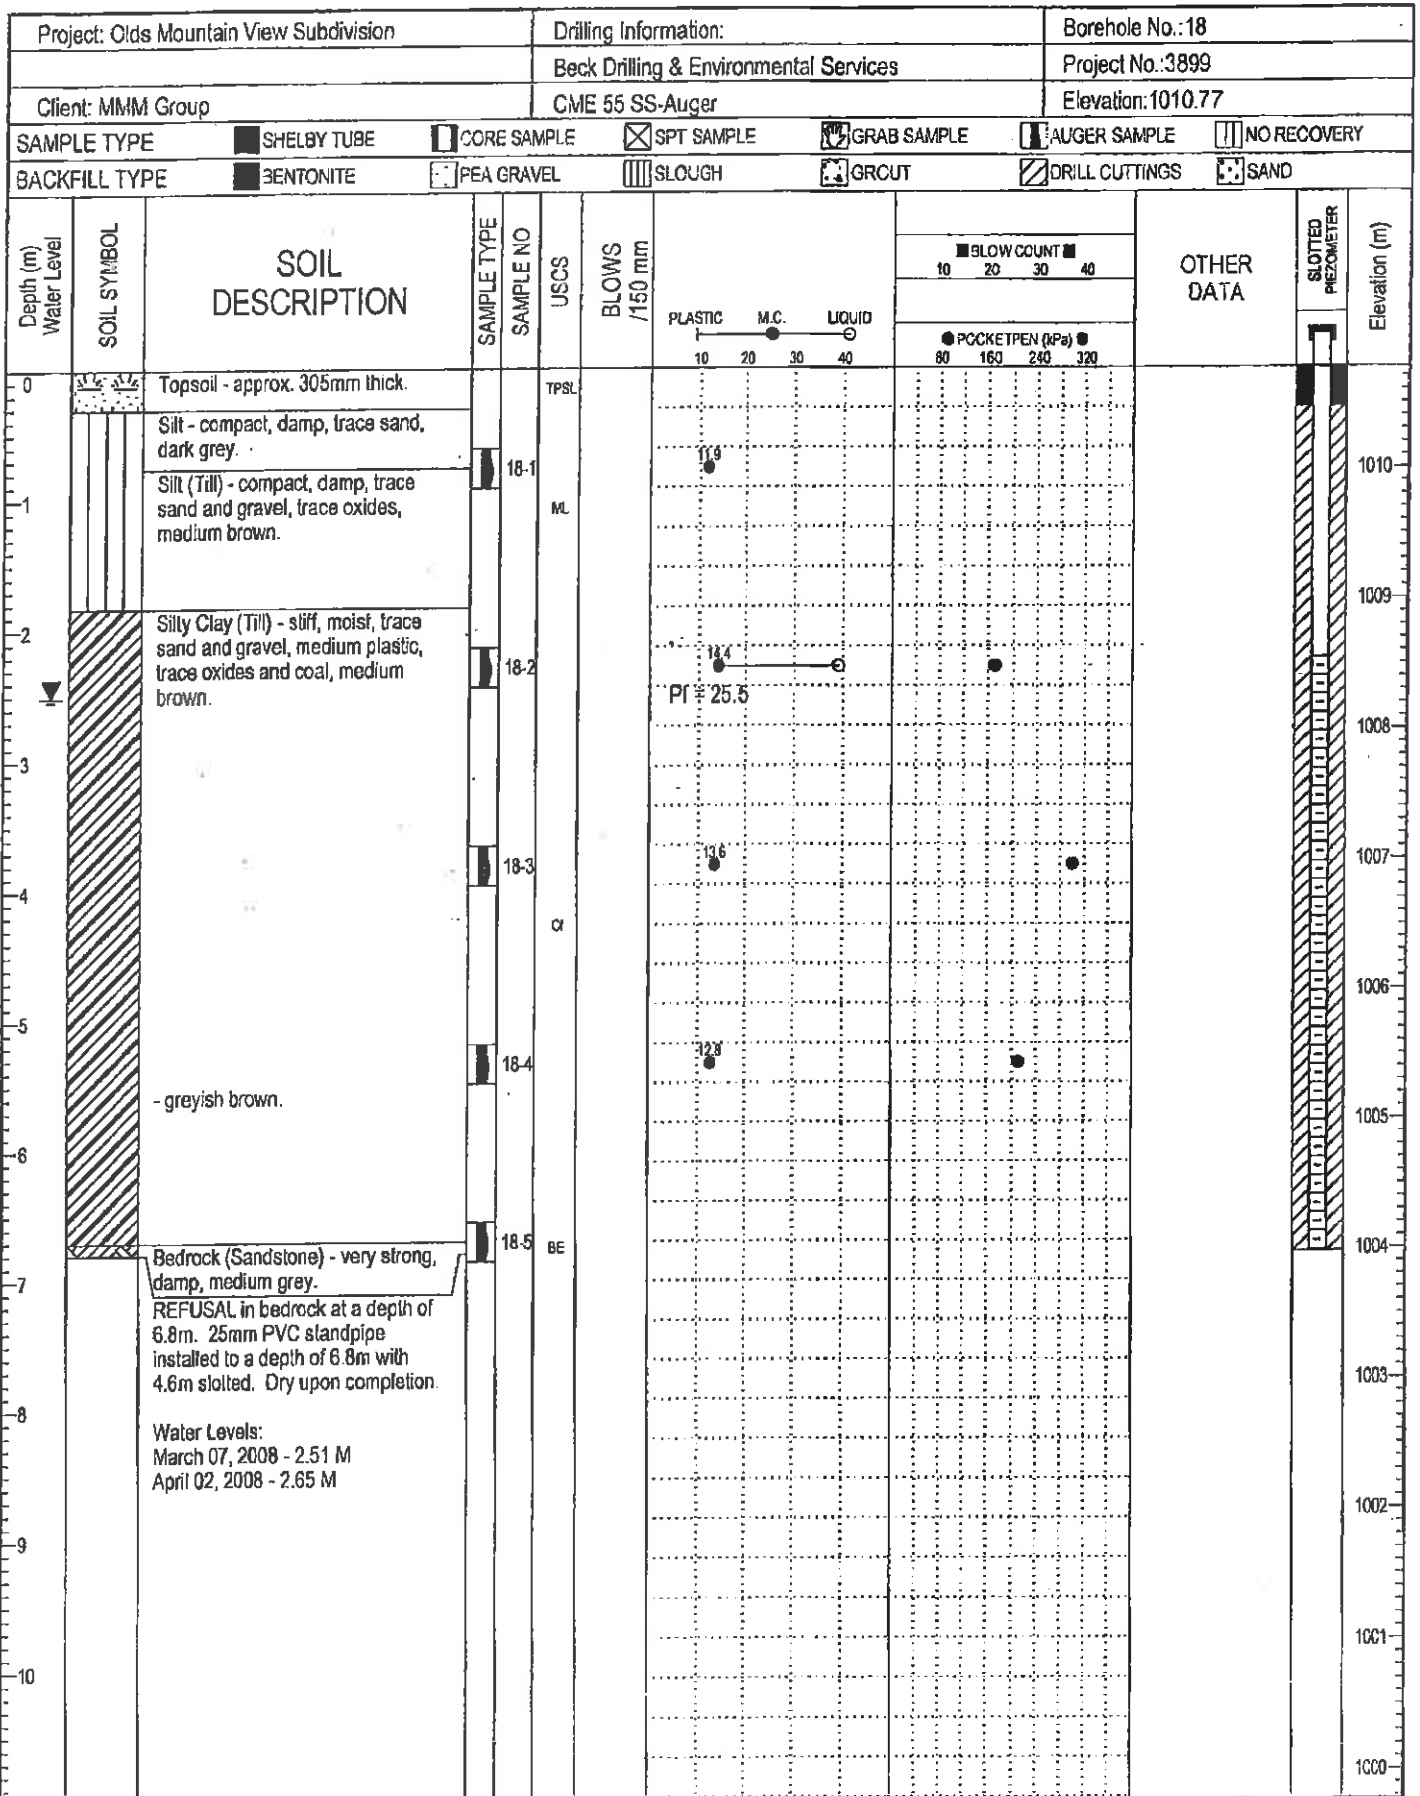 Project: Olds Mountain View Subdivision
Drilling Information:
Borehole No.:18
Beck Drilling & Environmental Services
Project No.:3899
Client: MMM Group
CME 55 SS-Auger
Elevation:1010.77
SAMPLE TYPE
SHELBY TUBE
CORE SAMPLE
SPT SAMPLE
GRAB SAMPLE
AUGER SAMPLE
NO RECOVERY
BACKFILL TYPE
BENTONITE
PEA GRAVEL
SLOUGH
GROUT
DRILL CUTTINGS
SAND
Depth (m)
Water Level
SOIL SYMBOL
SOIL
DESCRIPTION
SAMPLE TYPE
SAMPLE NO
USCS
BLOWS
/150 mm
PLASTIC M.C. LIQUID
10 20 30 40
BLOW COUNT
10 20 30 40
POCKETPEN (kPa)
80 160 240 320
OTHER
DATA
SLOTTED
PIEZOMETER
Elevation (m)
0
Topsoil - approx. 305mm thick.
TPSL
Silt - compact, damp, trace sand,
dark grey.
18-1
11.9
1010
Silt (Till) - compact, damp, trace
sand and gravel, trace oxides,
medium brown.
1
ML
1009
Silty Clay (Till) - stiff, moist, trace
sand and gravel, medium plastic,
trace oxides and coal, medium
brown.
2
18-2
14.4
PI = 25.5
1008
3
18-3
13.6
1007
4
CI
1006
5
18-4
12.8
- greyish brown.
1005
6
18-5
BE
1004
Bedrock (Sandstone) - very strong,
damp, medium grey.
7
REFUSAL in bedrock at a depth of
6.8m. 25mm PVC standpipe
installed to a depth of 6.8m with
4.6m slotted. Dry upon completion.
1003
8
Water Levels:
March 07, 2008 - 2.51 M
April 02, 2008 - 2.65 M
1002
9
1001
10
1000